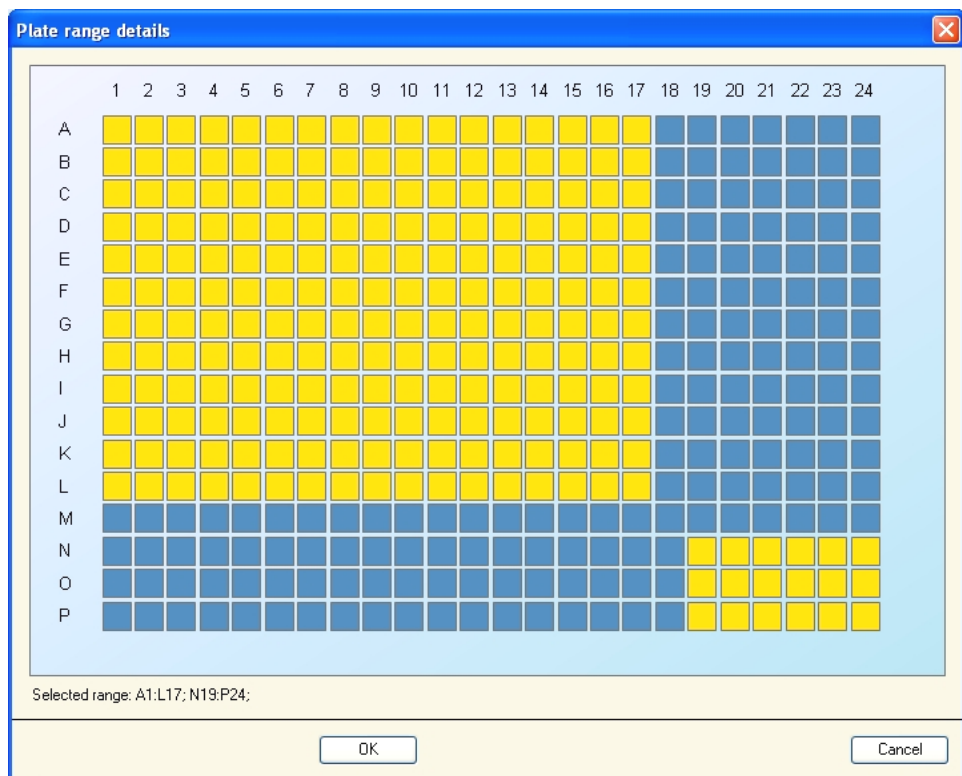 Plate range details
1 2 3 4 5 6 7 8 9 10 11 12 13 14 15 16 17 18 19 20 21 22 23 24
A
B
C
D
E
F
G
H
I
J
K
L
M
N
O
P
Selected range: A1:L17; N19:P24;
OK Cancel